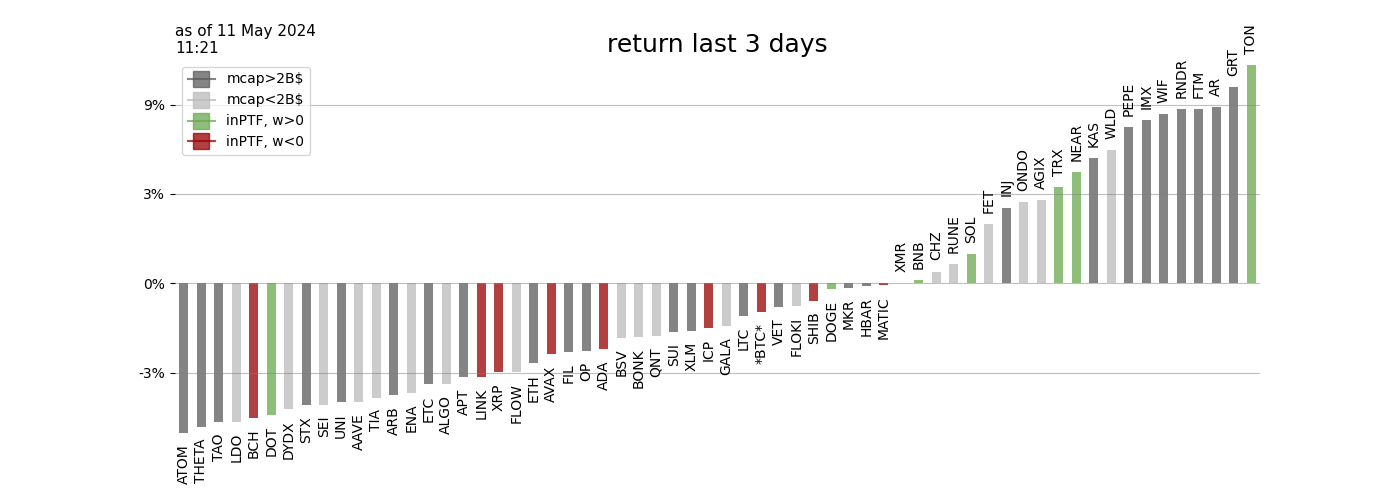 as of 11 May 2024
11:21
return last 3 days
mcap>2B$
mcap<2B$
inPTF, w>0
inPTF, w<0
9%
3%
0%
-3%
ATOM
THETA
TAO
LDO
BCH
DOT
DYDX
STX
SEI
UNI
AAVE
TIA
ARB
ENA
ETC
ALGO
APT
LINK
XRP
FLOW
ETH
AVAX
FIL
OP
ADA
BSV
BONK
QNT
SUI
XLM
ICP
GALA
LTC
*BTC*
VET
FLOKI
SHIB
DOGE
MKR
HBAR
MATIC
XMR
BNB
CHZ
RUNE
SOL
FET
INJ
ONDO
AGIX
TRX
NEAR
KAS
WLD
PEPE
IMX
WIF
RNDR
FTM
AR
GRT
TON